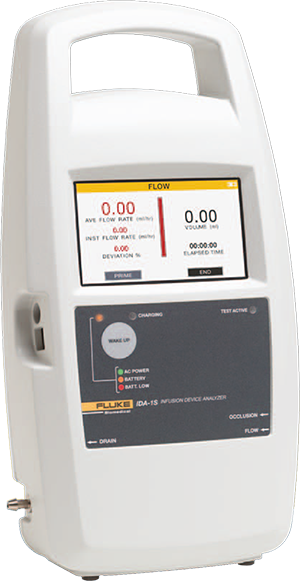 FLOW
0.00
AVE FLOW RATE (ml/hr)
0.00
INST FLOW RATE (ml/hr)
0.00
DEVIATION %
0.00
VOLUME (ml)
00:00:00
ELAPSED TIME
PRIME
END
CHARGING
TEST ACTIVE
WAKE UP
AC POWER
BATTERY
BATT. LOW
FLUKE
Biomedical
IDA-1S INFUSION DEVICE ANALYZER
OCCLUSION
FLOW
DRAIN